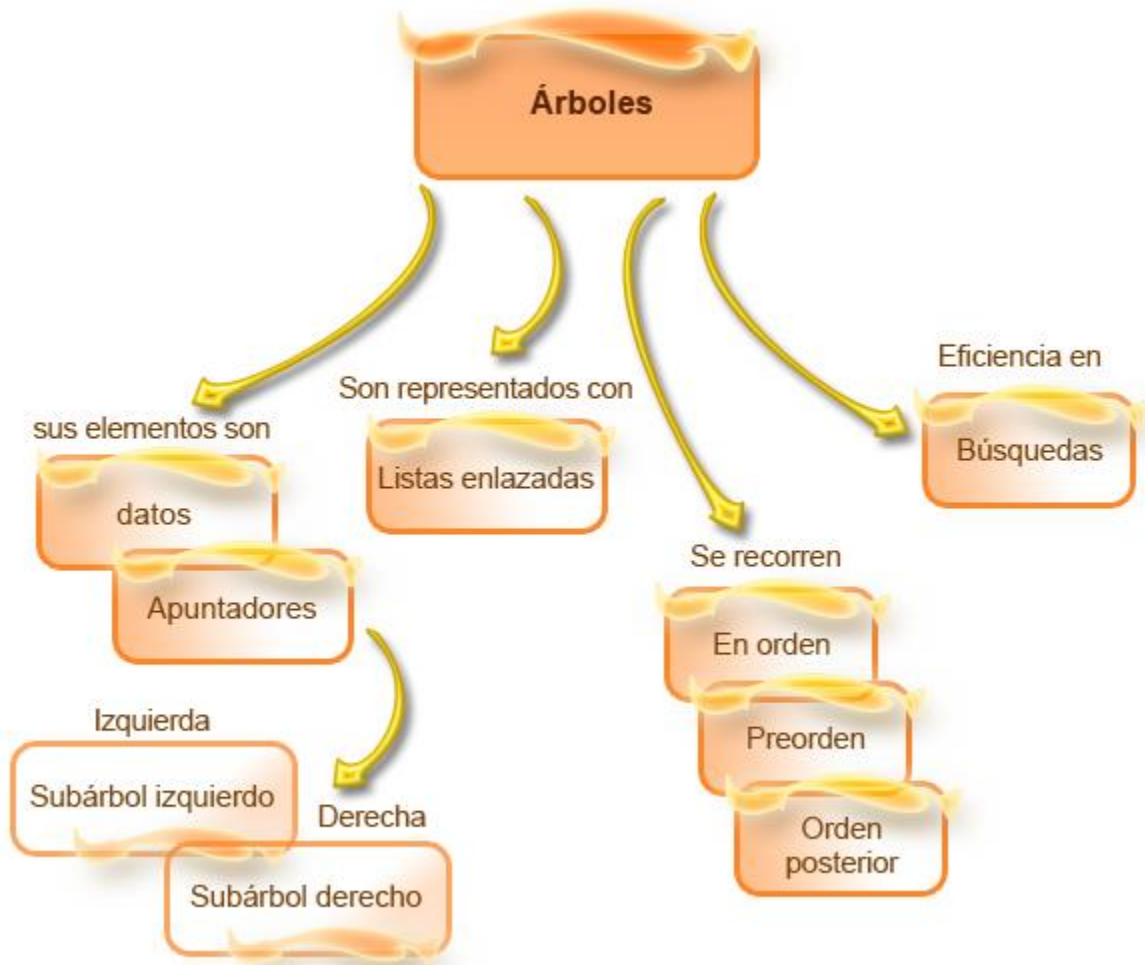 Árboles
sus elementos son
datos
Apuntadores
Izquierda
Subárbol izquierdo
Derecha
Subárbol derecho
Son representados con
Listas enlazadas
Se recorren
En orden
Preorden
Orden
posterior
Eficiencia en
Búsquedas